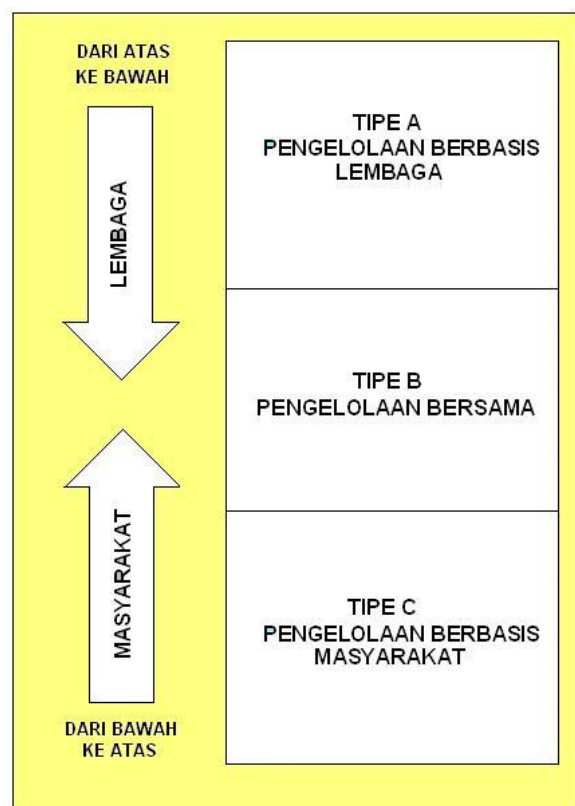 DARI ATAS
KE BAWAH
LEMBAGA
MASYARAKAT
DARI BAWAH
KE ATAS
TIPE A
PENGELOLAAN BERBASIS
LEMBAGA
TIPE B
PENGELOLAAN BERSAMA
TIPE C
PENGELOLAAN BERBASIS
MASYARAKAT